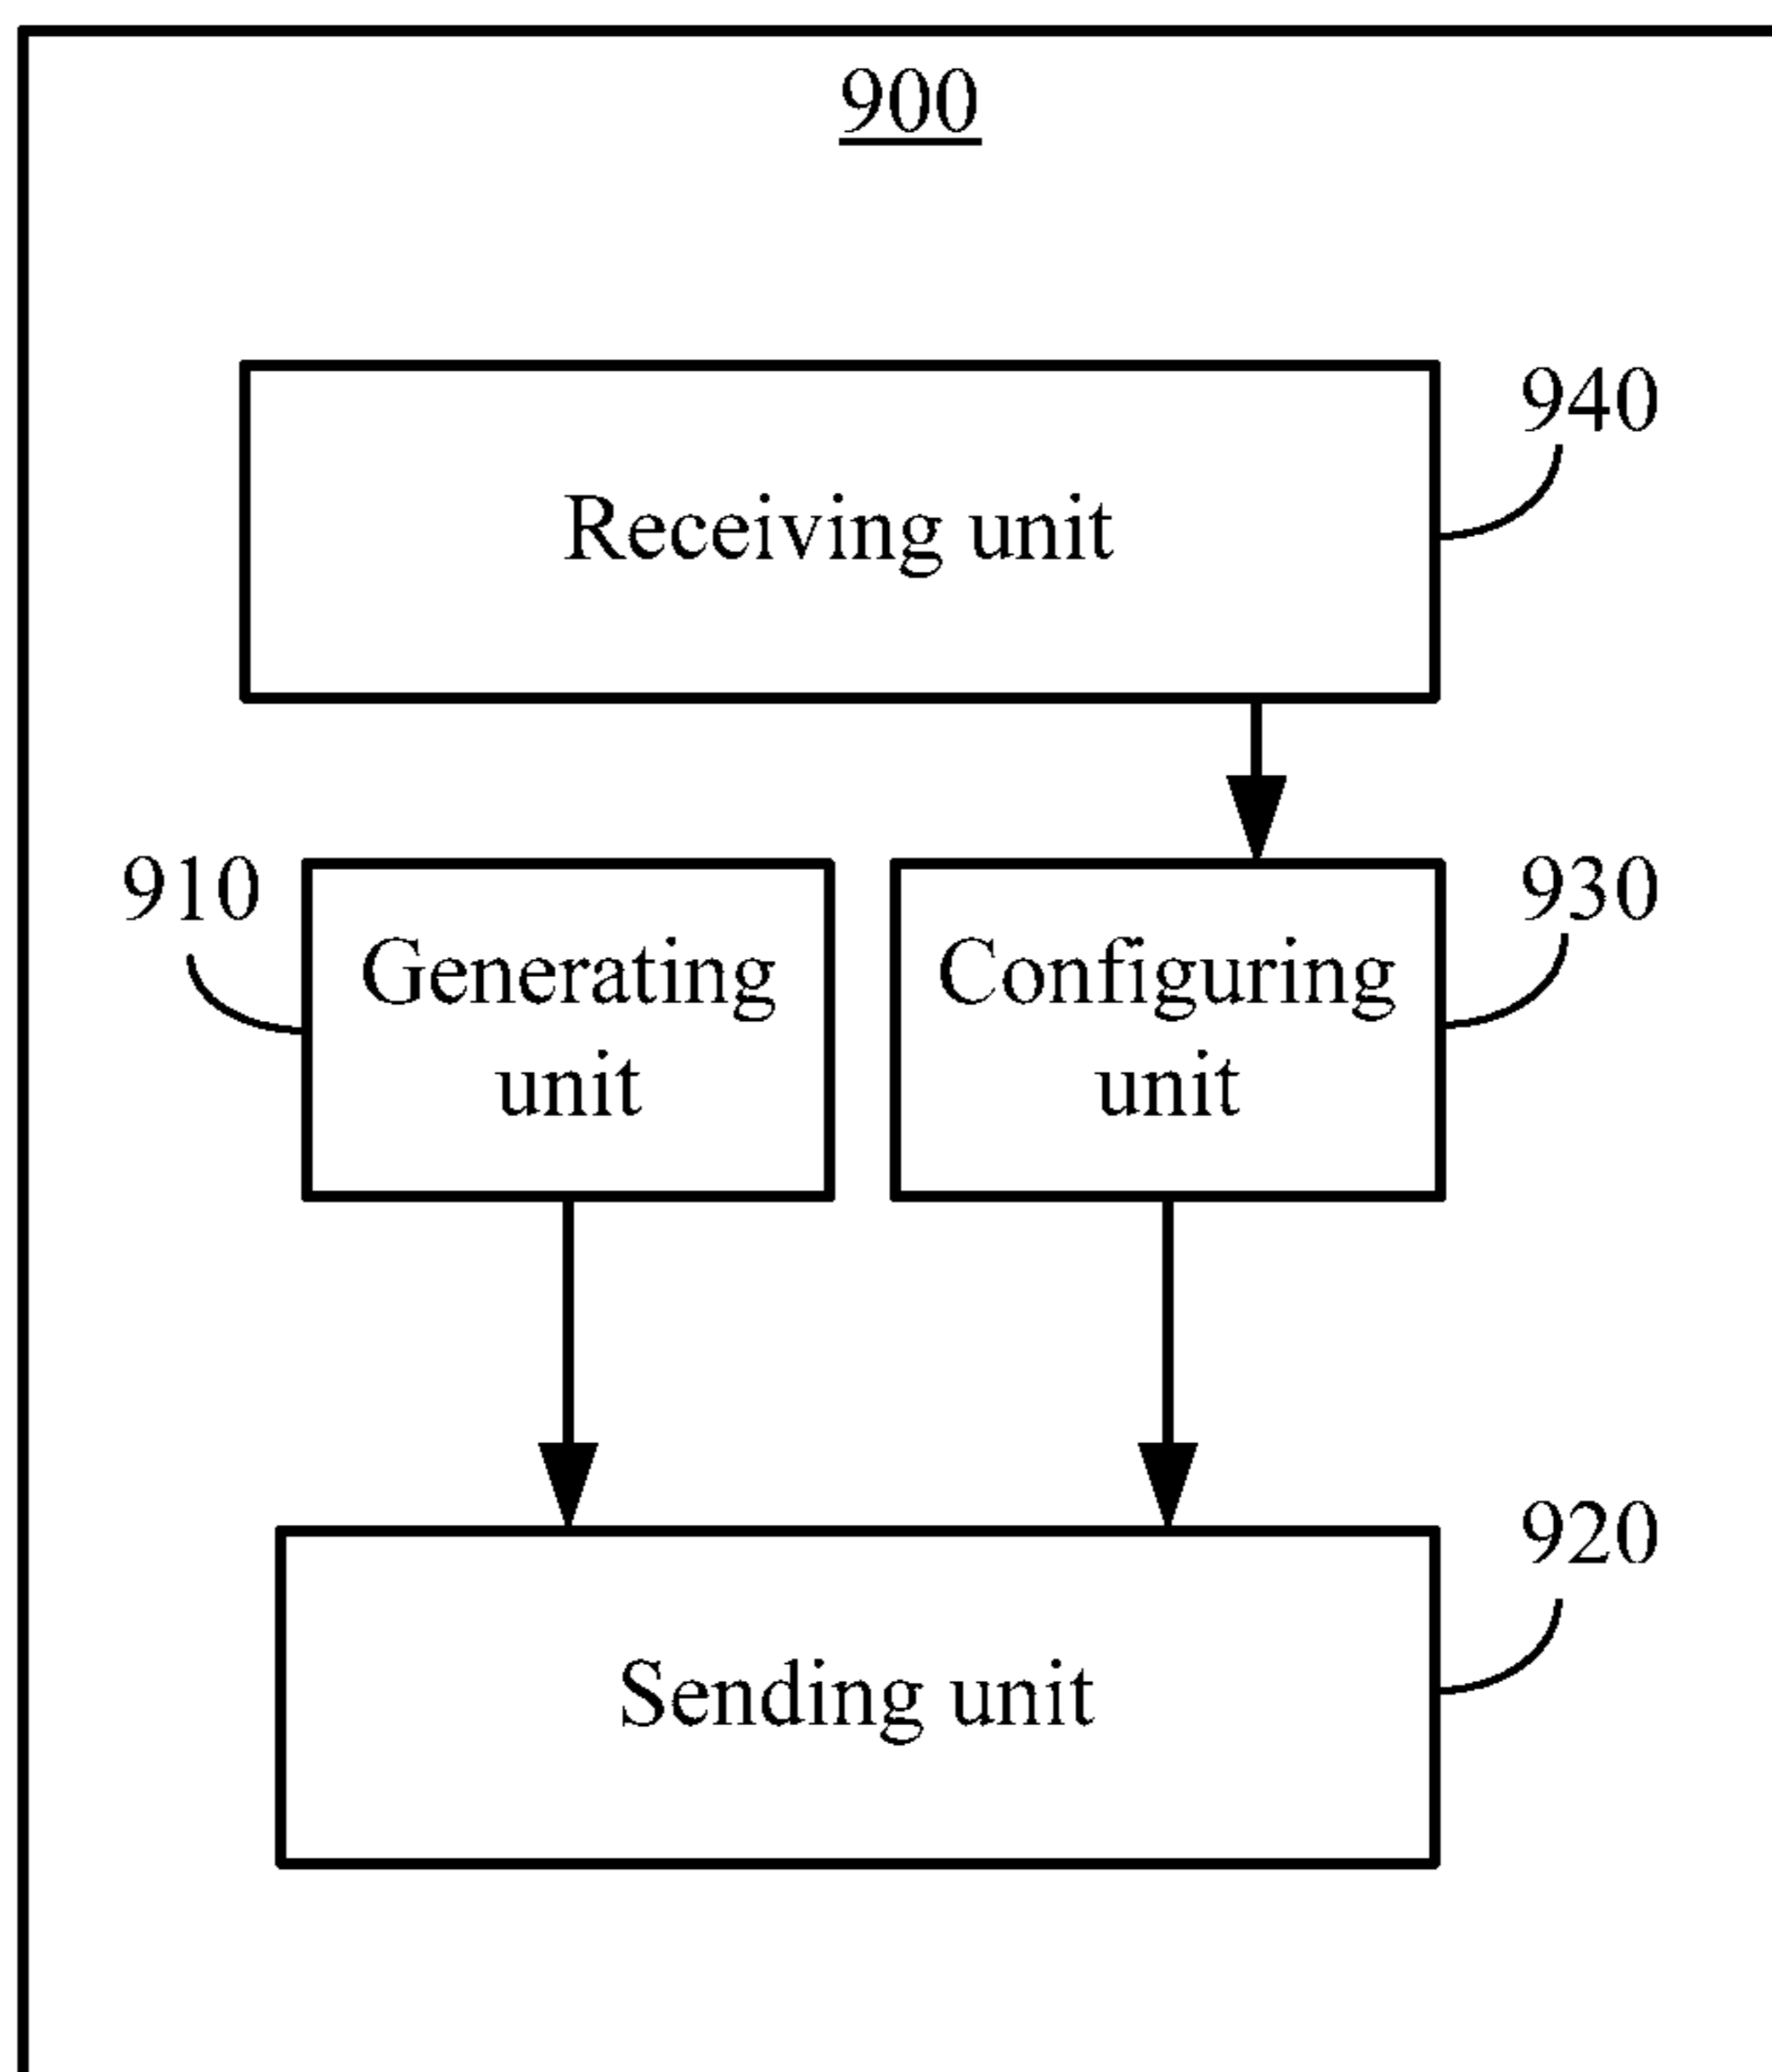 900
940
Receiving unit
910
930
Generating
unit
Configuring
unit
920
Sending unit